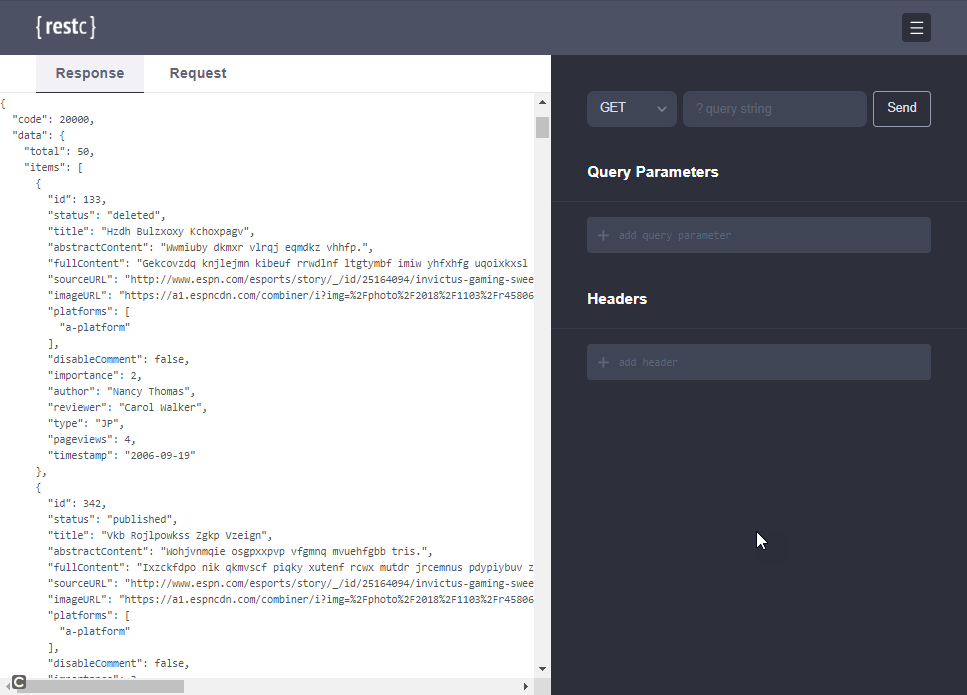 {restc}
☰
Response Request
{
"code": 20000,
"data": {
"total": 50,
"items": [
{
"id": 133,
"status": "deleted",
"title": "Hzdh Bulzxoxy Kchoxpagv",
"abstractContent": "Wwmiuby dkmxr vlrqj eqmdkz vhhfp.",
"fullContent": "Gekcovzdq knjlejmn kibeuf rrwdlnf ltgtymbf imiw yhfxhfg uqoixkxsl
"sourceURL": "http://www.espn.com/esports/story/_/id/25164094/invictus-gaming-swee
"imageURL": "https://a1.espncdn.com/combiner/i?img=%2Fphoto%2F2018%2F1103%2Fr45806
"platforms": [
"a-platform"
],
"disableComment": false,
"importance": 2,
"author": "Nancy Thomas",
"reviewer": "Carol Walker",
"type": "JP",
"pageviews": 4,
"timestamp": "2006-09-19"
},
{
"id": 342,
"status": "published",
"title": "Vkb Rojlpowkss Zgkp Vzeign",
"abstractContent": "Wohjvnmqie osgpxxpvp vfgmnq mvuehfgbb tris.",
"fullContent": "Ixzckfdpo nik qkmvscf piqky xutenf rcwx mutdr jrcemnus pdypiybuv z
"sourceURL": "http://www.espn.com/esports/story/_/id/25164094/invictus-gaming-swee
"imageURL": "https://a1.espncdn.com/combiner/i?img=%2Fphoto%2F2018%2F1103%2Fr45806
"platforms": [
"a-platform"
],
"disableComment": false,
C
GET ? query string Send
Query Parameters
+ add query parameter
Headers
+ add header